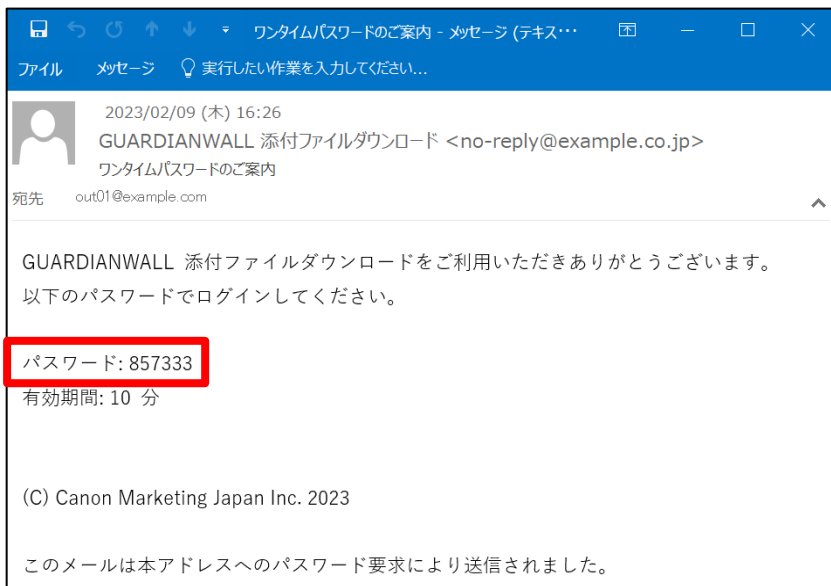 ワンタイムパスワードのご案内 - メッセージ (テキス…
ファイル メッセージ 実行したい作業を入力してください...
2023/02/09 (木) 16:26
GUARDIANWALL 添付ファイルダウンロード <no-reply@example.co.jp>
ワンタイムパスワードのご案内
宛先 out01@example.com
GUARDIANWALL 添付ファイルダウンロードをご利用いただきありがとうございます。
以下のパスワードでログインしてください。
パスワード: 857333
有効期間: 10 分
(C) Canon Marketing Japan Inc. 2023
このメールは本アドレスへのパスワード要求により送信されました。